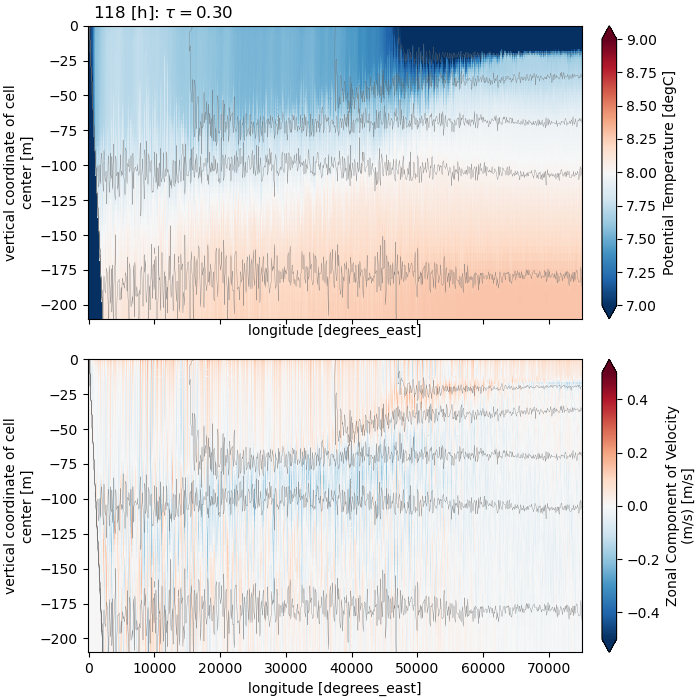 118 [h]: τ = 0.30
0
−25
−50
−75
−100
−125
−150
−175
−200
vertical coordinate of cell
center [m]
longitude [degrees_east]
9.00
8.75
8.50
8.25
8.00
7.75
7.50
7.25
7.00
Potential Temperature [degC]
0
−25
−50
−75
−100
−125
−150
−175
−200
vertical coordinate of cell
center [m]
0 10000 20000 30000 40000 50000 60000 70000
longitude [degrees_east]
0.4
0.2
0.0
−0.2
−0.4
Zonal Component of Velocity
(m/s) [m/s]